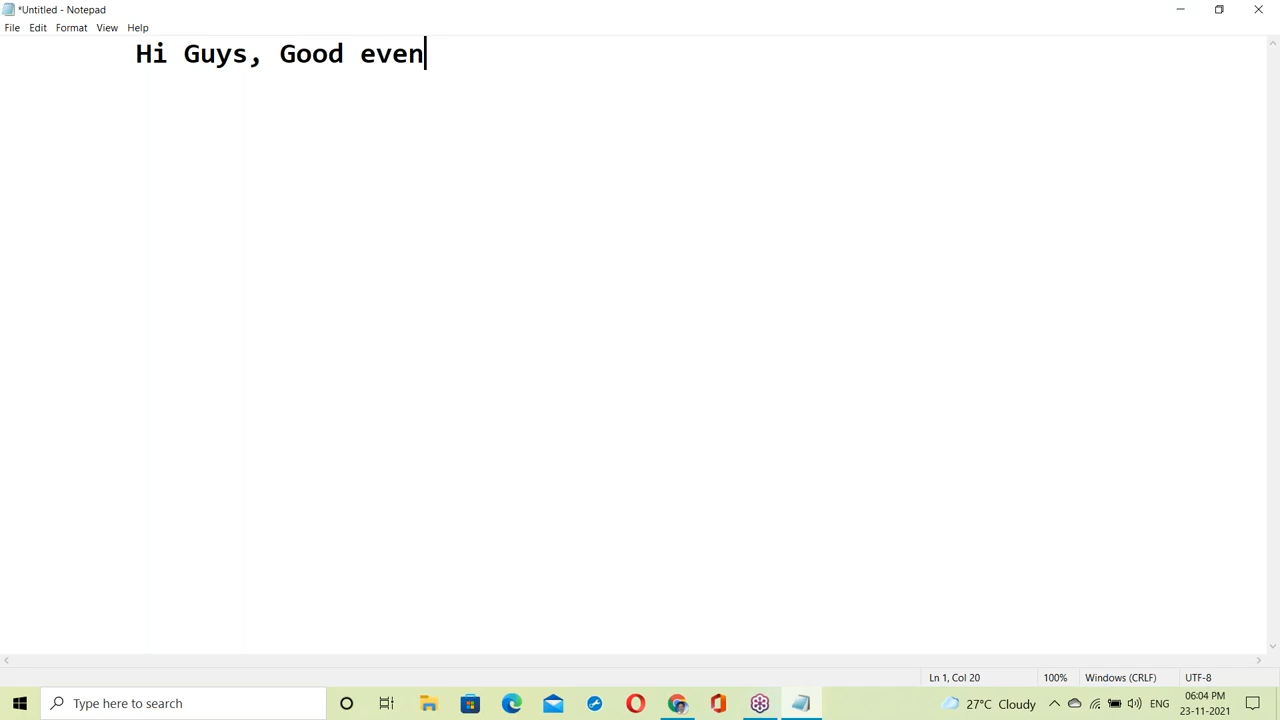 *Untitled - Notepad
File Edit Format View Help
Hi Guys, Good even
Ln 1, Col 20 100% Windows (CRLF) UTF-8
Type here to search 27°C Cloudy ENG 06:04 PM
23-11-2021